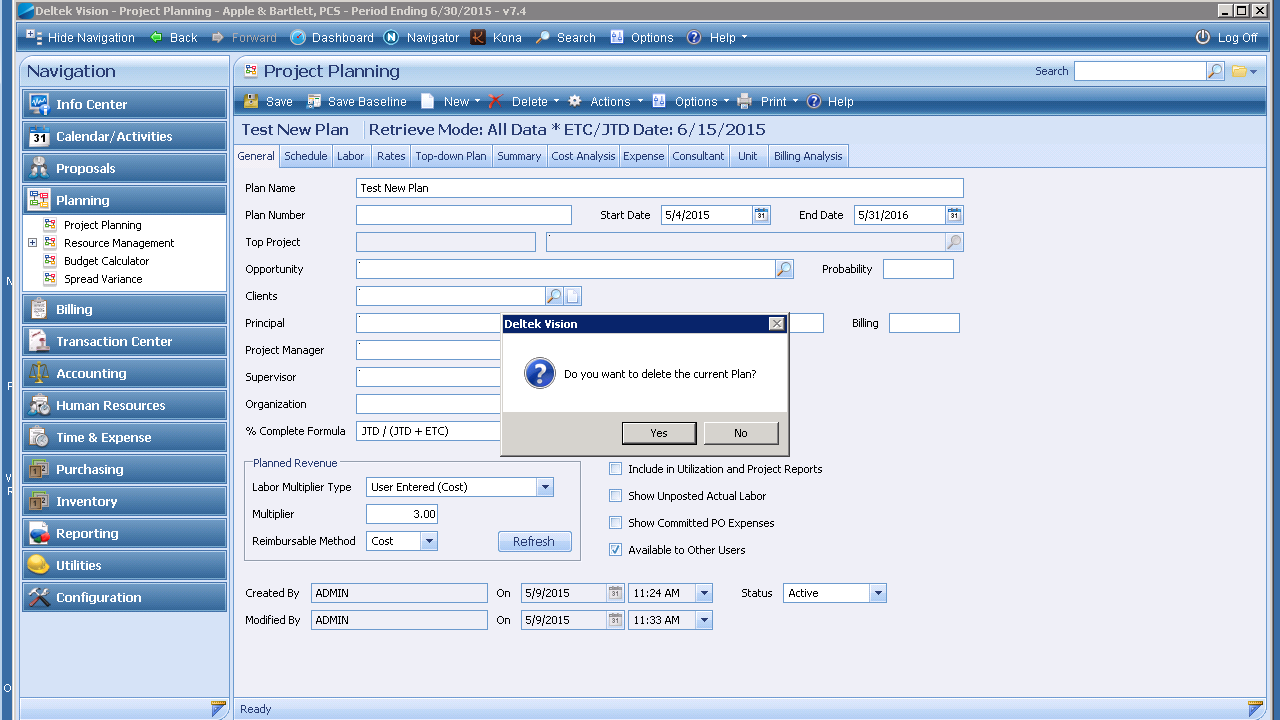 Deltek Vision - Project Planning - Apple & Bartlett, PCS - Period Ending 6/30/2015 - v7.4
Hide Navigation Back Forward Dashboard Navigator Kona Search Options Help Log Off
Navigation
Info Center
31 Calendar/Activities
Proposals
Planning
Project Planning
Resource Management
Budget Calculator
Spread Variance
Billing
Transaction Center
Accounting
Human Resources
Time & Expense
Purchasing
Inventory
Reporting
Utilities
Configuration
Project Planning Search
Save Save Baseline New Delete Actions Options Print Help
Test New Plan Retrieve Mode: All Data * ETC/JTD Date: 6/15/2015
General Schedule Labor Rates Top-down Plan Summary Cost Analysis Expense Consultant Unit Billing Analysis
Plan Name Test New Plan
Plan Number Start Date 5/4/2015 End Date 5/31/2016
Top Project
Opportunity Probability
Clients
Principal Billing
Project Manager
Supervisor
Organization
% Complete Formula JTD / (JTD + ETC)
Deltek Vision
Do you want to delete the current Plan?
Yes No
Planned Revenue
Labor Multiplier Type User Entered (Cost)
Multiplier 3.00
Reimbursable Method Cost Refresh
Include in Utilization and Project Reports
Show Unposted Actual Labor
Show Committed PO Expenses
Available to Other Users
Created By ADMIN On 5/9/2015 11:24 AM Status Active
Modified By ADMIN On 5/9/2015 11:33 AM
Ready